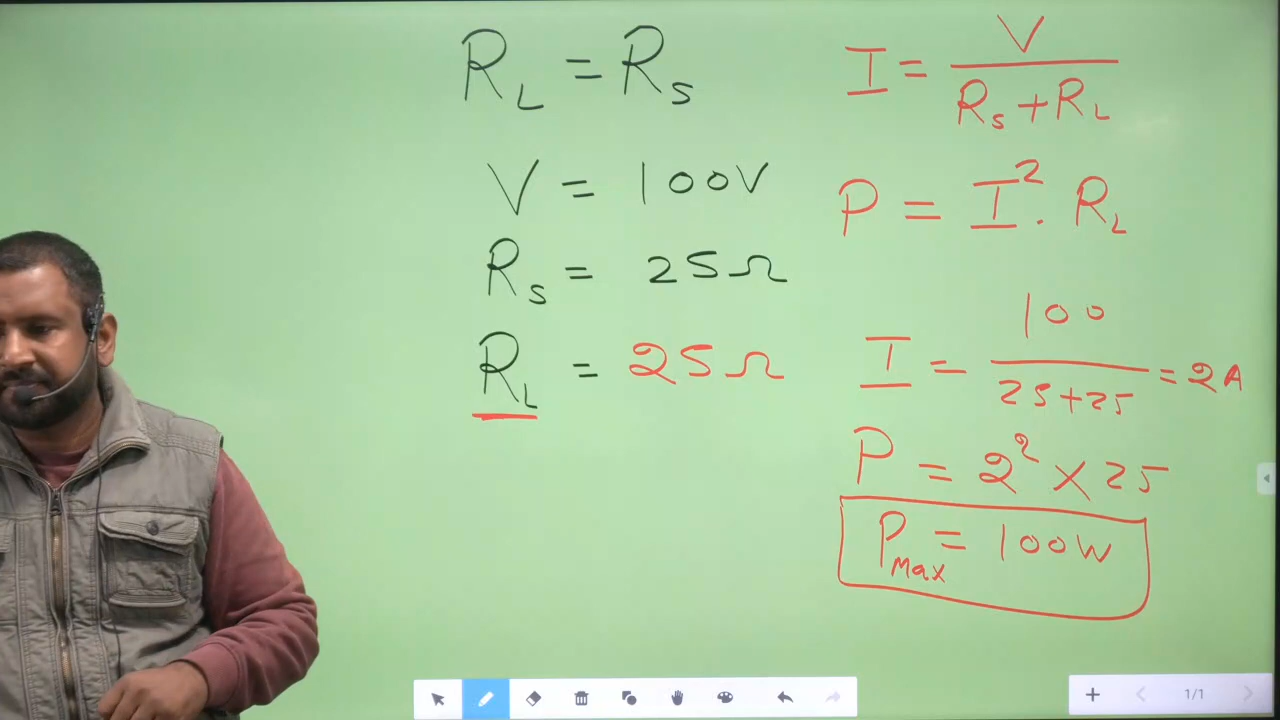 R_L = R_S
V = 100V
R_S = 25Ω
R_L = 25Ω
I = V / (R_S + R_L)
P = I². R_L
I = 100 / (25+25) = 2A
P = 2² × 25
P_Max = 100W
1/1